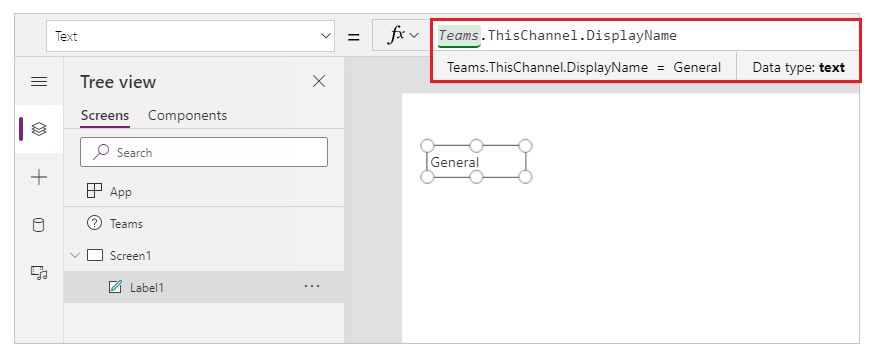 Text = fx Teams.ThisChannel.DisplayName
Teams.ThisChannel.DisplayName = General Data type: text
Tree view
Screens Components
Search
App
Teams
Screen1
Label1 ...
General